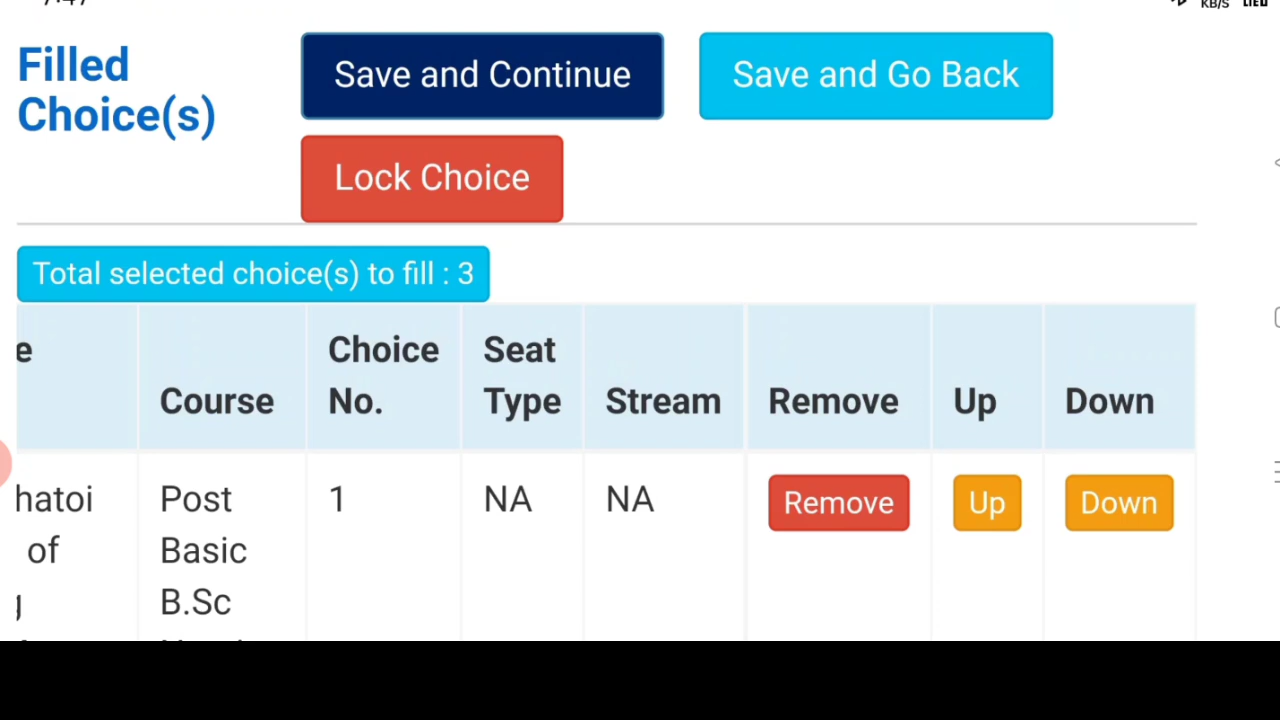 KB/S
Filled
Choice(s)
Save and Continue
Save and Go Back
Lock Choice
Total selected choice(s) to fill : 3
e
Course
Choice
No.
Seat
Type
Stream
Remove
Up
Down
hatoi
of
Post
Basic
B.Sc
1
NA
NA
Remove
Up
Down